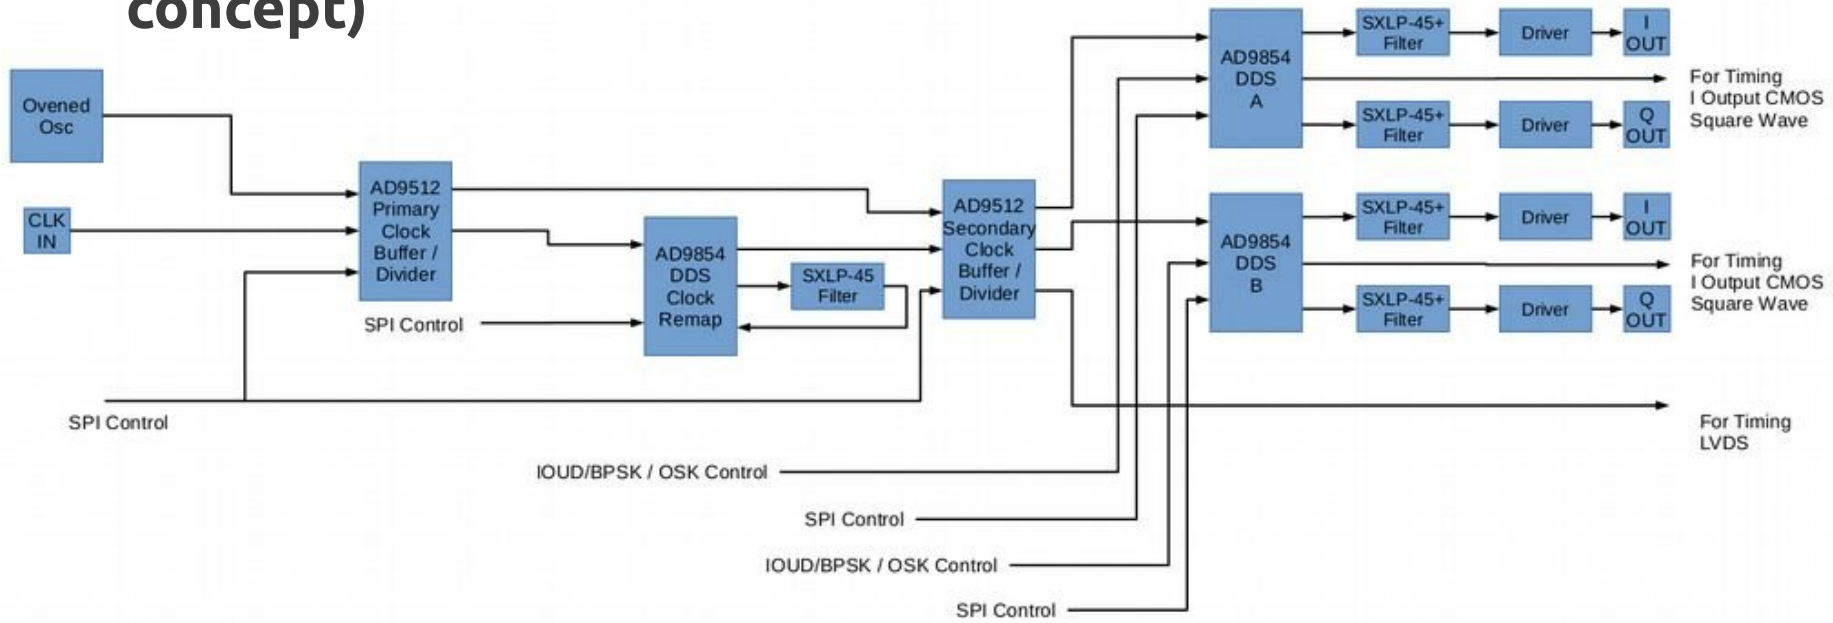 concept)
Ovened
Osc
CLK
IN
AD9512
Primary
Clock
Buffer /
Divider
SPI Control
SPI Control
AD9854
DDS
Clock
Remap
SXLP-45
Filter
AD9512
Secondary
Clock
Buffer /
Divider
IOUD/BPSK / OSK Control
SPI Control
IOUD/BPSK / OSK Control
SPI Control
AD9854
DDS
A
SXLP-45+
Filter
Driver
I
OUT
For Timing
I Output CMOS
Square Wave
SXLP-45+
Filter
Driver
Q
OUT
AD9854
DDS
B
SXLP-45+
Filter
Driver
I
OUT
For Timing
I Output CMOS
Square Wave
SXLP-45+
Filter
Driver
Q
OUT
For Timing
LVDS